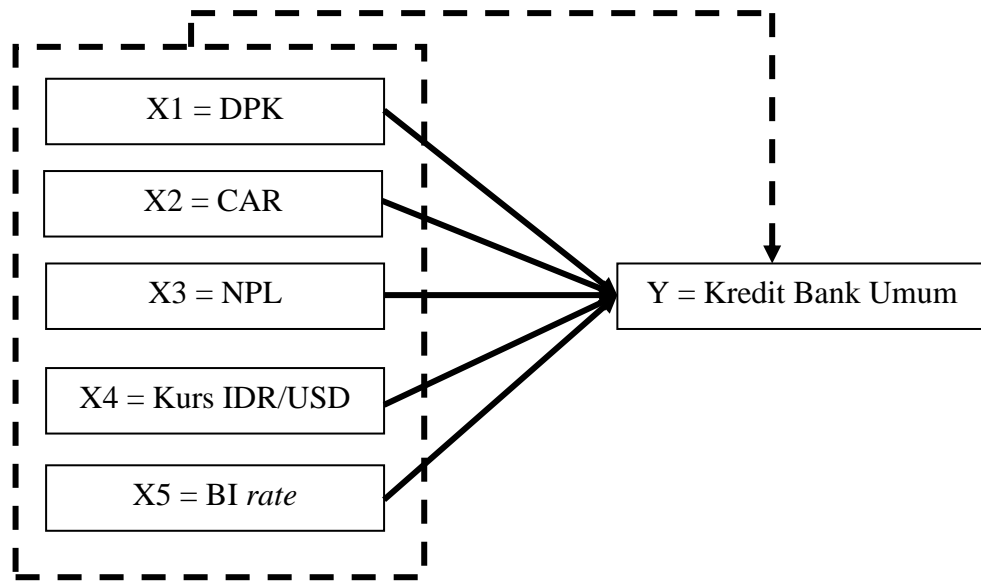 X1 = DPK
X2 = CAR
X3 = NPL
X4 = Kurs IDR/USD
X5 = BI rate
Y = Kredit Bank Umum